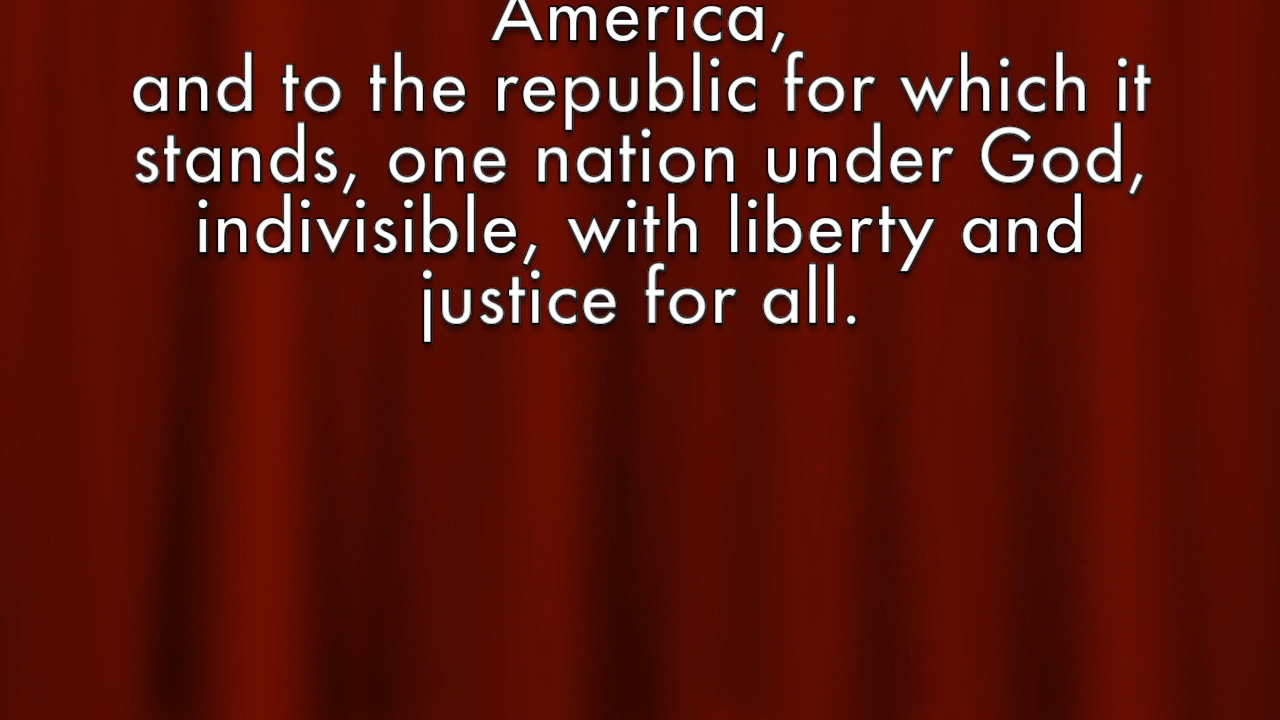 America,
and to the republic for which it
stands, one nation under God,
indivisible, with liberty and
justice for all.